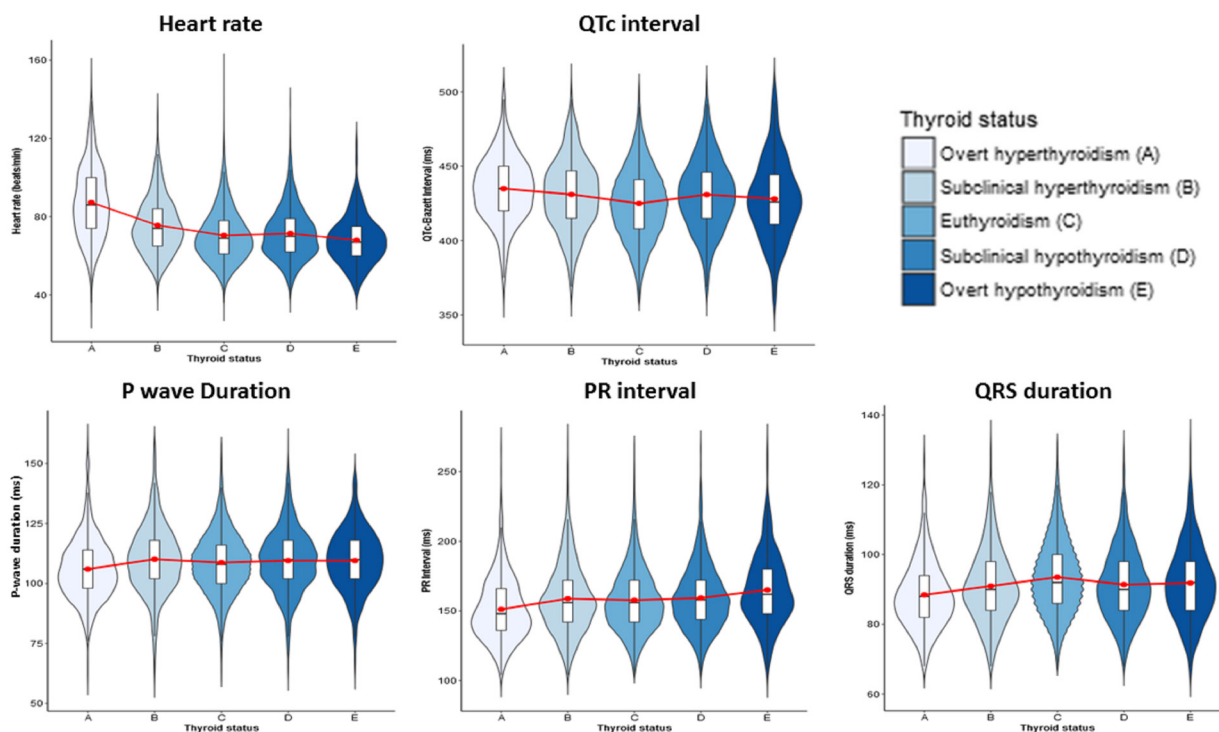 Heart rate
160
120
80
40
Heart rate (beats/min)
A B C D E
Thyroid status
QTc interval
500
450
400
350
QTc-Bazett Interval (ms)
A B C D E
Thyroid status
Thyroid status
Overt hyperthyroidism (A)
Subclinical hyperthyroidism (B)
Euthyroidism (C)
Subclinical hypothyroidism (D)
Overt hypothyroidism (E)
P wave Duration
150
125
100
75
50
P-wave duration (ms)
A B C D E
Thyroid status
PR interval
250
200
150
100
PR Interval (ms)
A B C D E
Thyroid status
QRS duration
140
120
100
80
60
QRS duration (ms)
A B C D E
Thyroid status